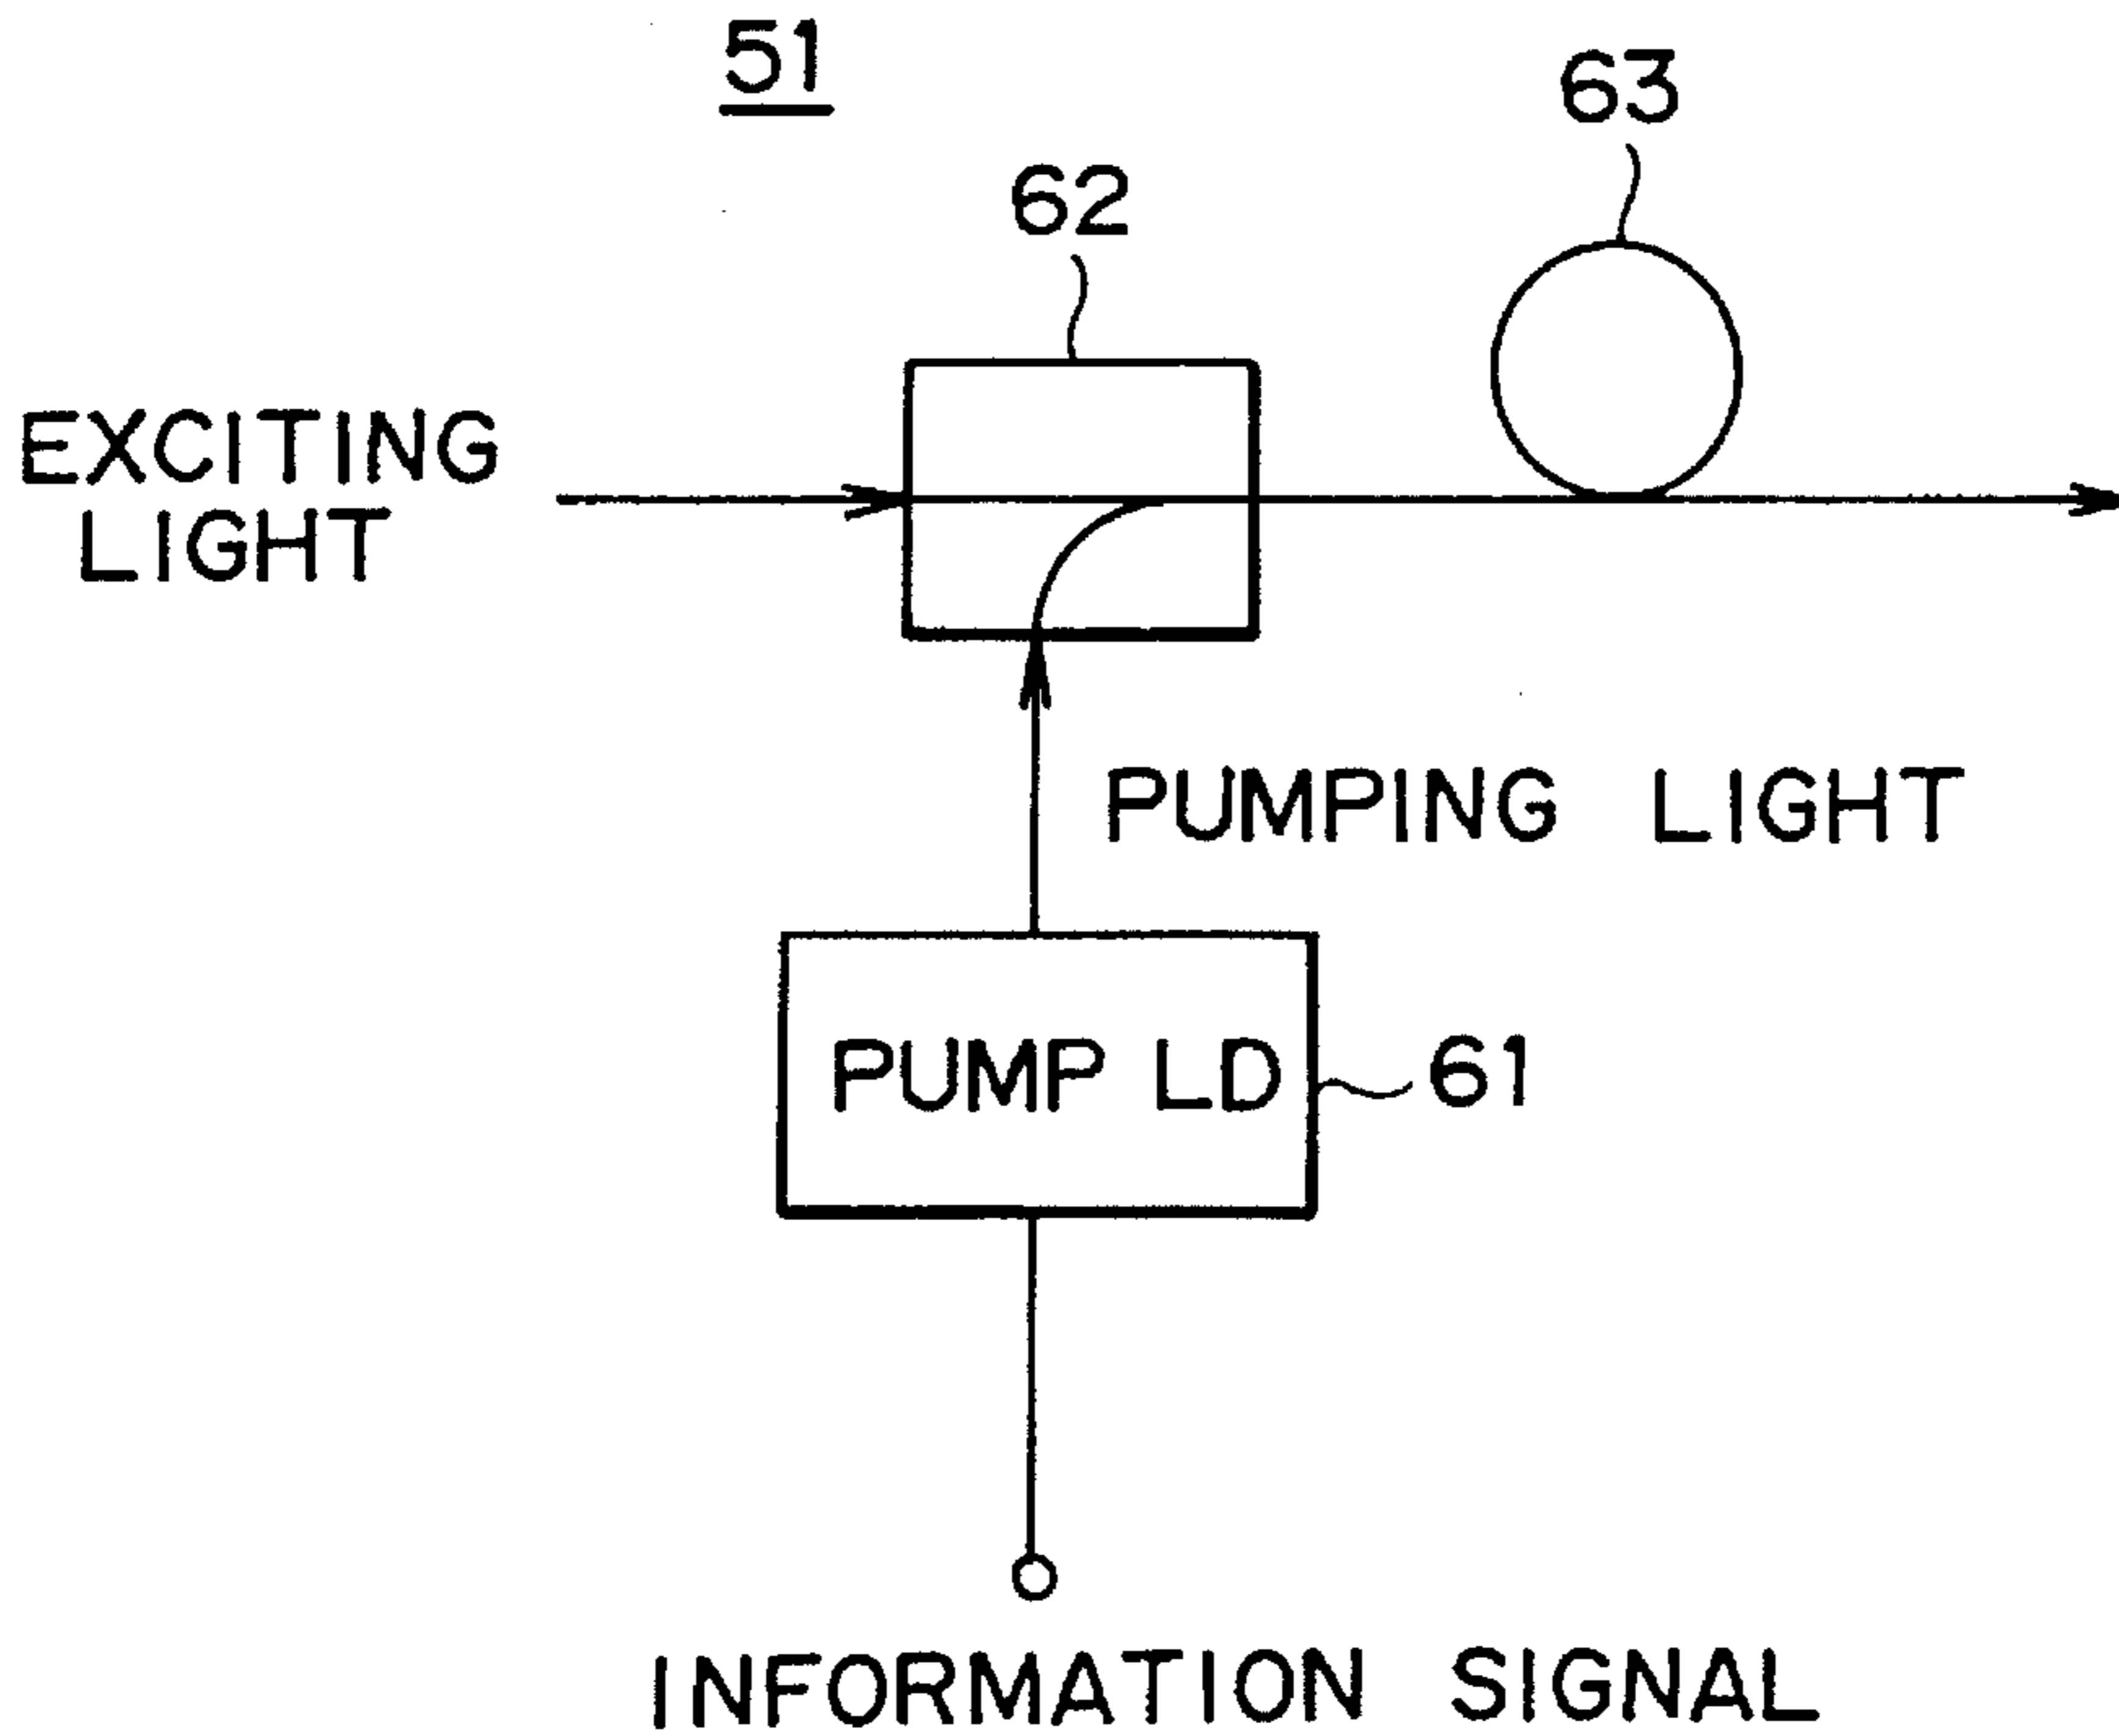 51
63
62
EXCITING
LIGHT
PUMPING LIGHT
PUMP LD
61
INFORMATION SIGNAL